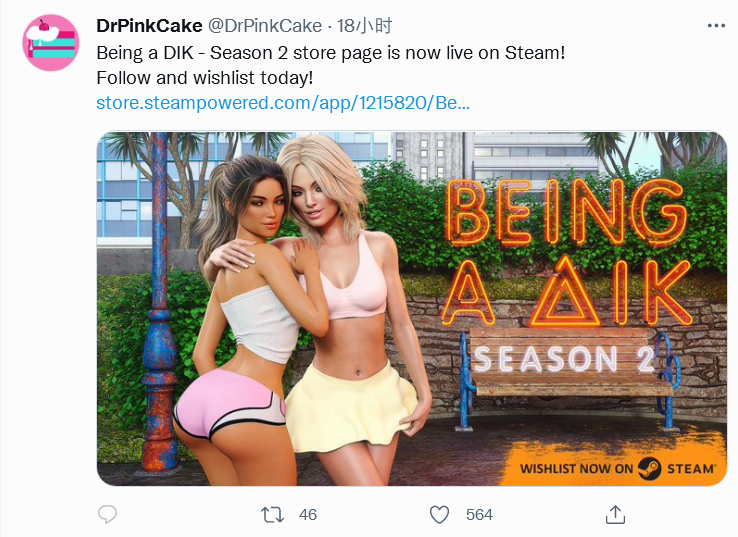 DrPinkCake @DrPinkCake · 18小时
Being a DIK - Season 2 store page is now live on Steam!
Follow and wishlist today!
store.steampowered.com/app/1215820/Be...
BEING
A DIK
SEASON 2
WISHLIST NOW ON STEAM
46
564